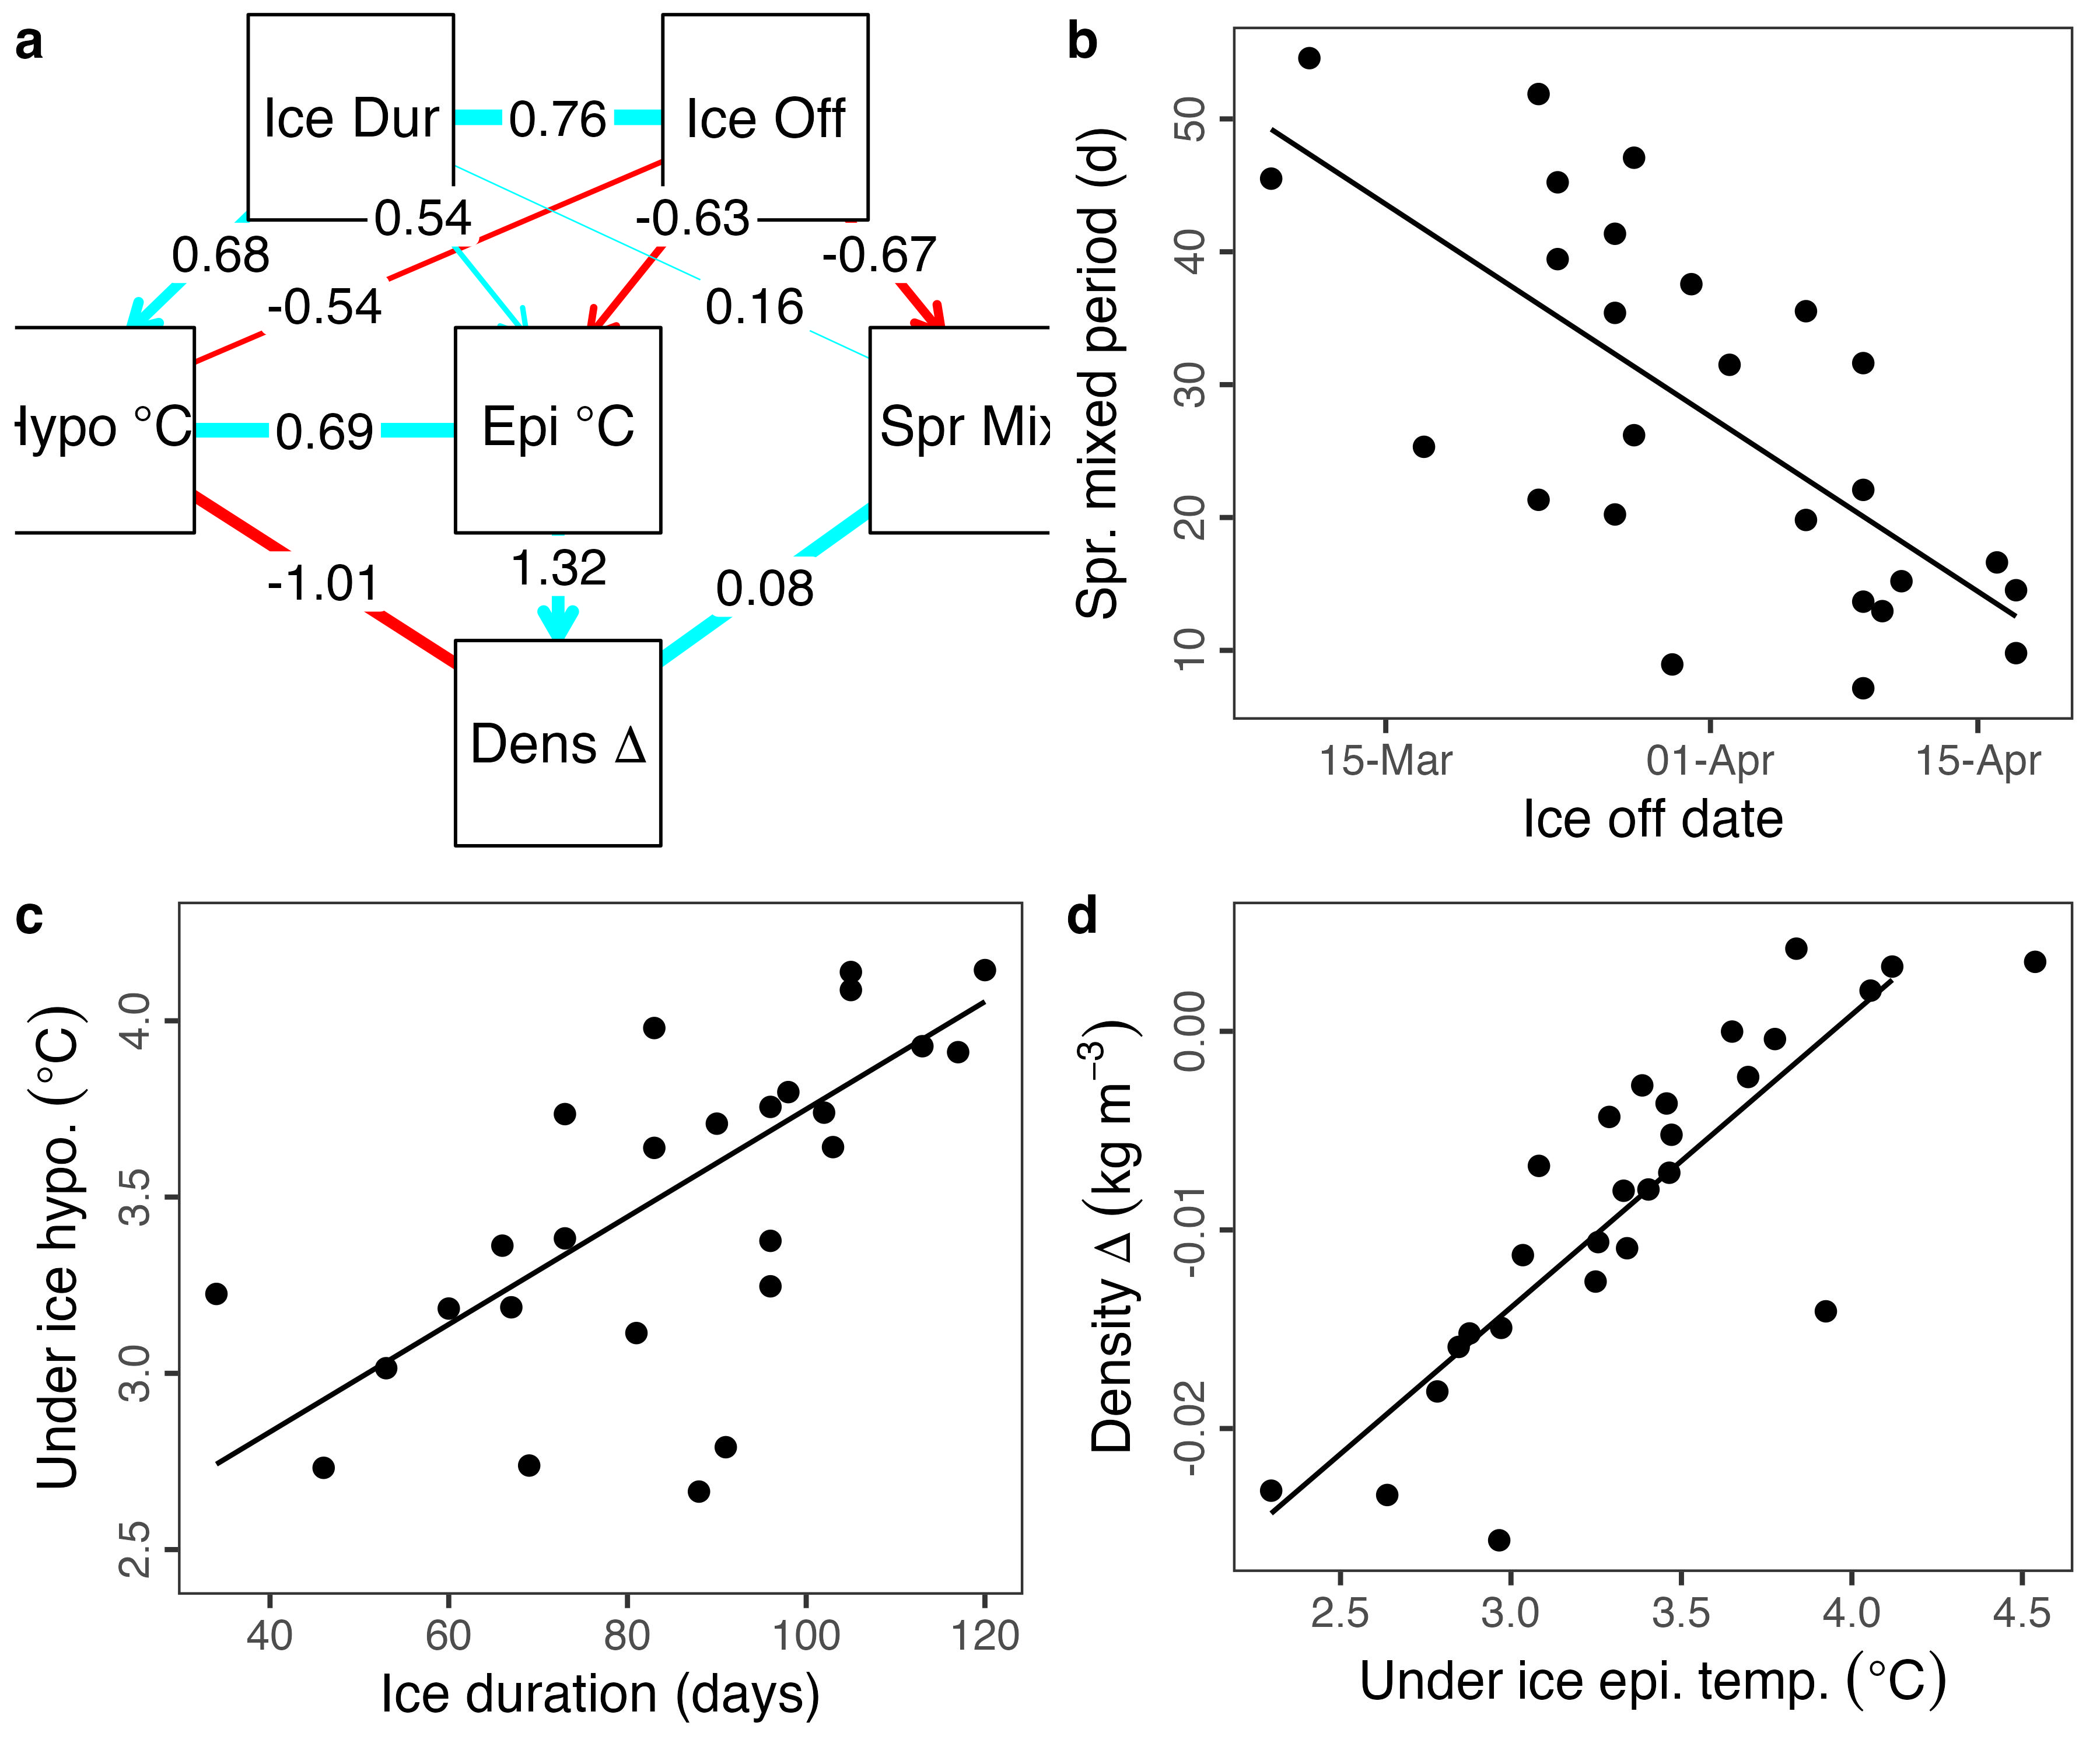 a
Ice Dur
0.76
Ice Off
0.54
-0.63
0.68
-0.67
-0.54
0.16
Hypo °C
0.69
Epi °C
Spr Mix
-1.01
1.32
0.08
Dens Δ
b
Spr. mixed period (d)
50
40
30
20
10
15-Mar
01-Apr
15-Apr
Ice off date
c
Under ice hypo. (°C)
4.0
3.5
3.0
2.5
40
60
80
100
120
Ice duration (days)
d
Density Δ (kg m⁻³)
0.00
-0.01
-0.02
2.5
3.0
3.5
4.0
4.5
Under ice epi. temp. (°C)